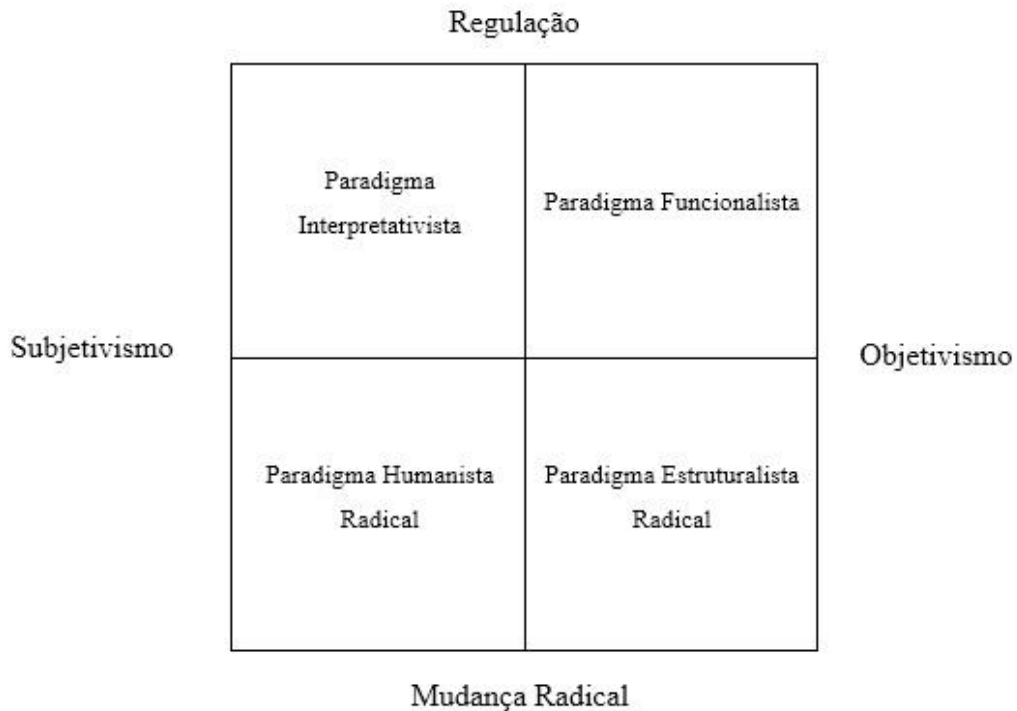 Regulação
Paradigma
Interpretativista
Paradigma Funcionalista
Subjetivismo
Objetivismo
Paradigma Humanista
Radical
Paradigma Estruturalista
Radical
Mudança Radical